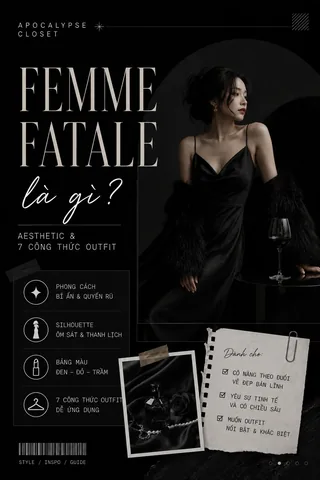 APOCALYPSE
CLOSET
FEMME
FATALE
là gì?
AESTHETIC &
7 CÔNG THỨC OUTFIT
PHONG CÁCH
BÍ ẨN & QUYẾN RŨ
SILHOUETTE
ÔM SÁT & THANH LỊCH
BẢNG MÀU
ĐEN – ĐỎ – TRẦM
7 CÔNG THỨC OUTFIT
DỄ ỨNG DỤNG
Dành cho
CÔ NÀNG THEO ĐUỔI
VẺ ĐẸP BẢN LĨNH
YÊU SỰ TINH TẾ
VÀ CÓ CHIỀU SÂU
MUỐN OUTFIT
NỔI BẬT & KHÁC BIỆT
STYLE / INSPO / GUIDE